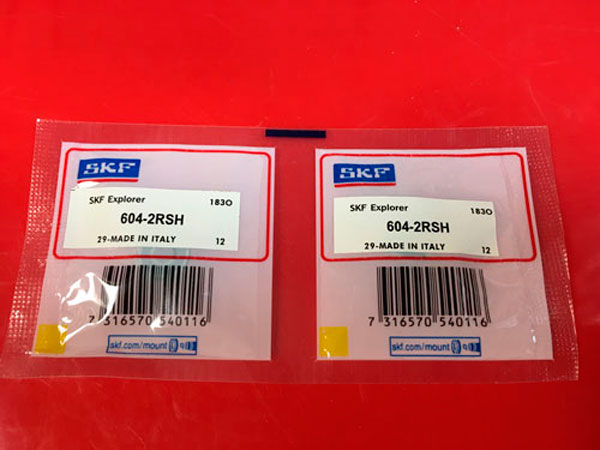 SKF
SKF Explorer 1830
604-2RSH
29-MADE IN ITALY 12
7 316570 540116
skf.com/mount
SKF
SKF Explorer 1830
604-2RSH
29-MADE IN ITALY 12
7 316570 540116
skf.com/mount